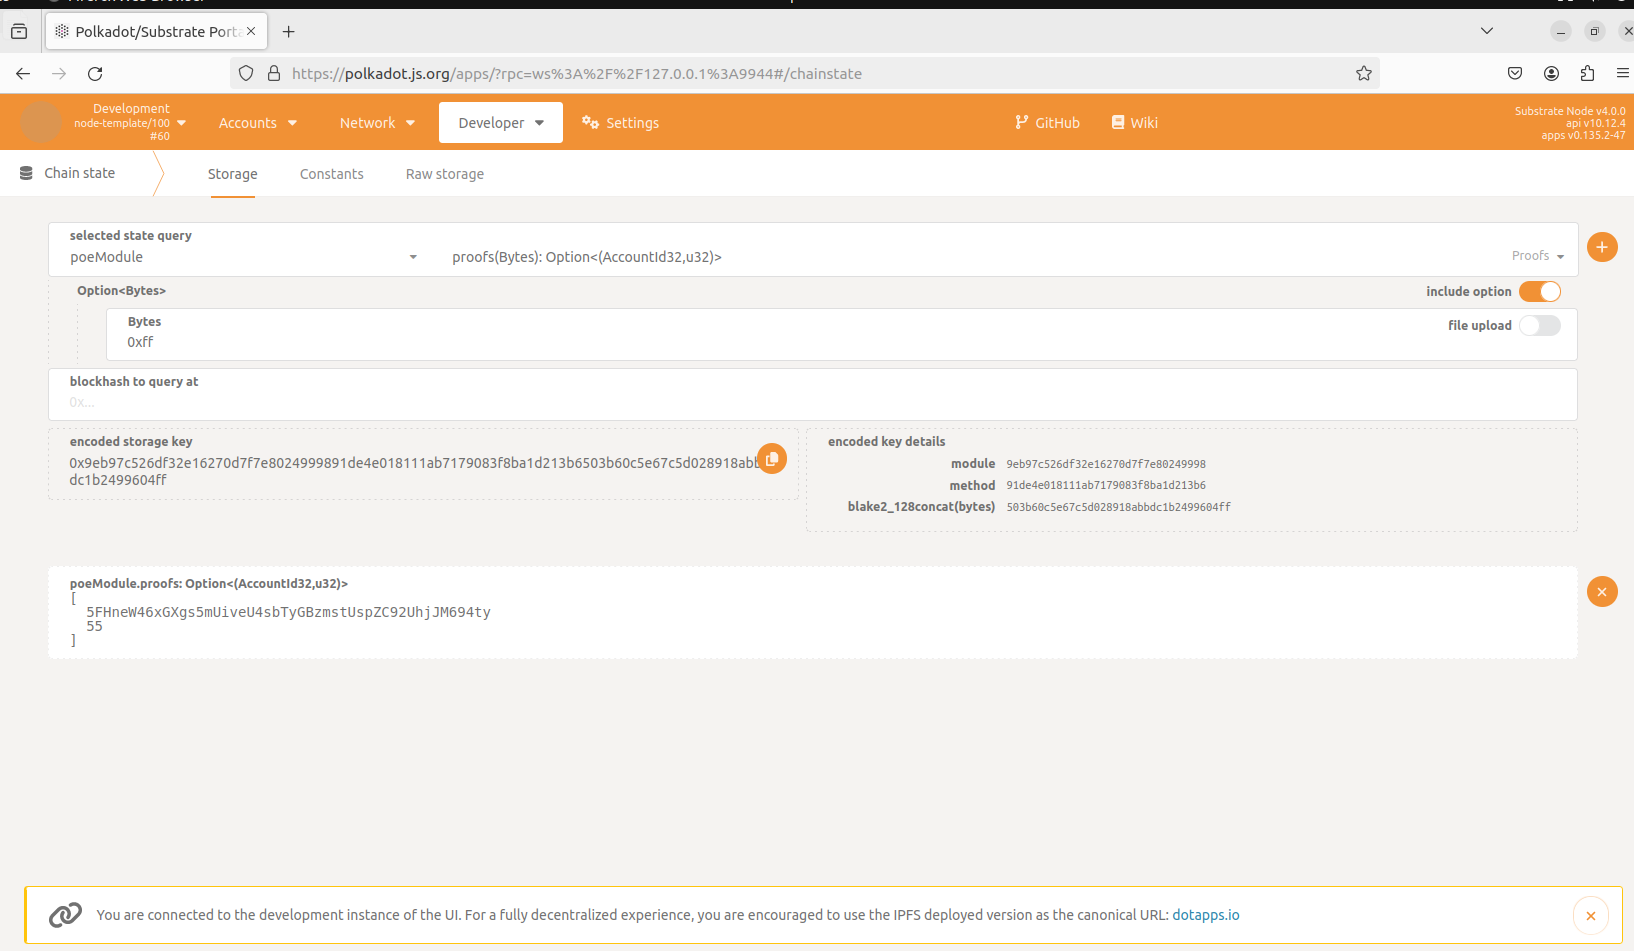 Polkadot/Substrate Porta
https://polkadot.js.org/apps/?rpc=ws%3A%2F%2F127.0.0.1%3A9944#/chainstate
Development
node-template/100
#60
Accounts
Network
Developer
Settings
GitHub
Wiki
Substrate Node v4.0.0
api v10.12.4
apps v0.135.2-47
Chain state
Storage
Constants
Raw storage
selected state query
poeModule
proofs(Bytes): Option<(AccountId32,u32)>
Proofs
Option<Bytes>
include option
Bytes
0xff
file upload
blockhash to query at
0x...
encoded storage key
0x9eb97c526df32e16270d7f7e8024999891de4e018111ab7179083f8ba1d213b6503b60c5e67c5d028918abb
dc1b2499604ff
encoded key details
module 9eb97c526df32e16270d7f7e80249998
method 91de4e018111ab7179083f8ba1d213b6
blake2_128concat(bytes) 503b60c5e67c5d028918abbdc1b2499604ff
poeModule.proofs: Option<(AccountId32,u32)>
[
5FHneW46xGXgs5mUiveU4sbTyGBzmstUspZC92UhjJM694ty
55
]
You are connected to the development instance of the UI. For a fully decentralized experience, you are encouraged to use the IPFS deployed version as the canonical URL: dotapps.io